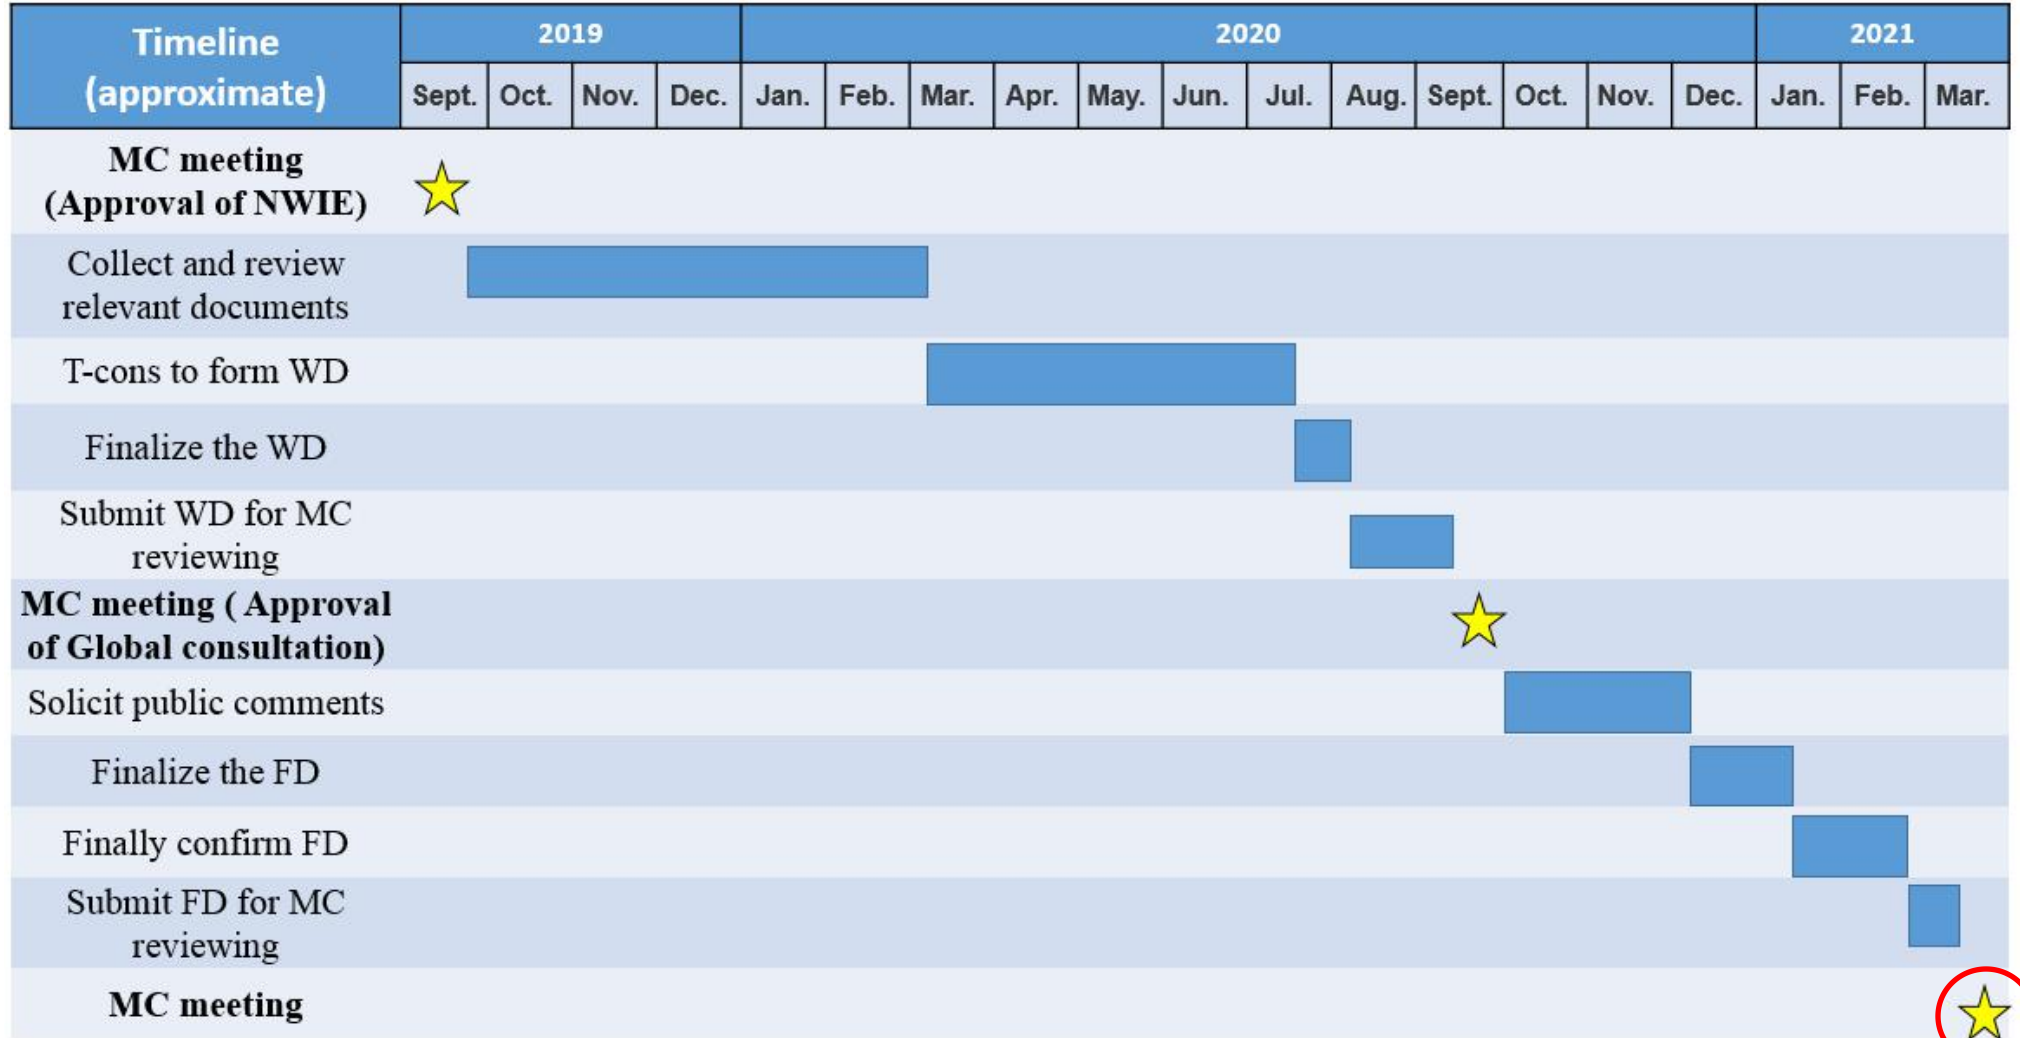 Timeline
(approximate)
2019
2020
2021
Sept. Oct. Nov. Dec. Jan. Feb. Mar. Apr. May. Jun. Jul. Aug. Sept. Oct. Nov. Dec. Jan. Feb. Mar.
MC meeting
(Approval of NWIE)
Collect and review
relevant documents
T-cons to form WD
Finalize the WD
Submit WD for MC
reviewing
MC meeting ( Approval
of Global consultation)
Solicit public comments
Finalize the FD
Finally confirm FD
Submit FD for MC
reviewing
MC meeting